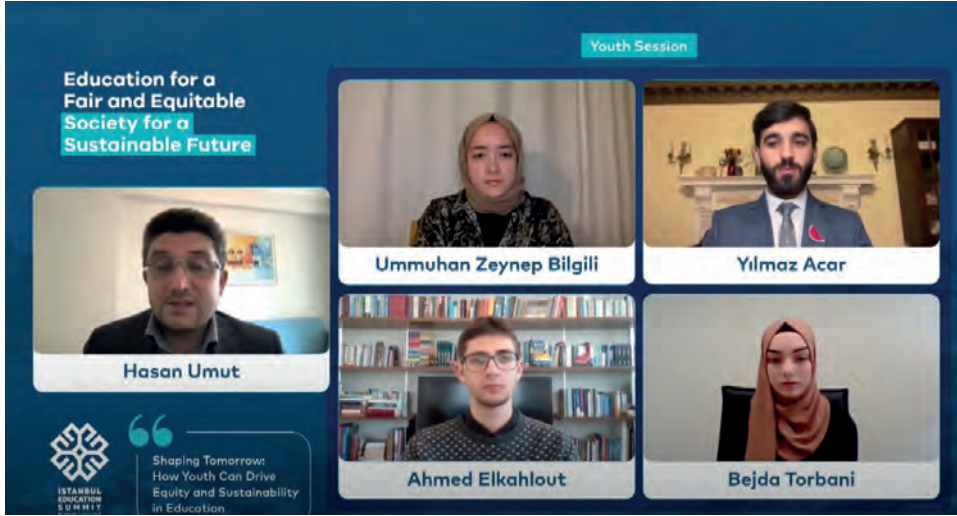 Youth Session
Education for a
Fair and Equitable
Society for a
Sustainable Future
Ummuhan Zeynep Bilgili
Yılmaz Acar
Hasan Umut
Ahmed Elkahlout
Bejda Torbani
İSTANBUL
EDUCATION
SUMMIT
Shaping Tomorrow:
How Youth Can Drive
Equity and Sustainability
in Education